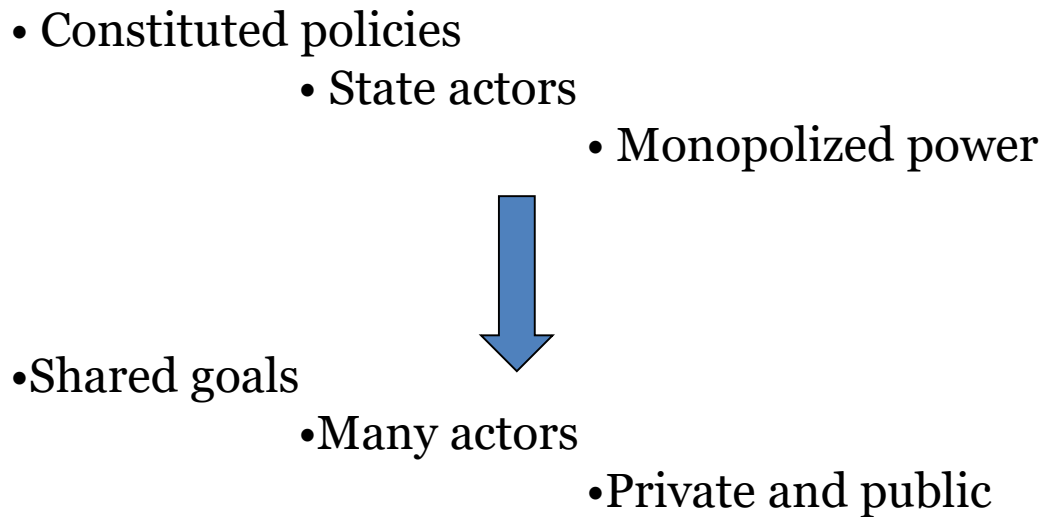 • Constituted policies
• State actors
• Monopolized power
•Shared goals
•Many actors
•Private and public